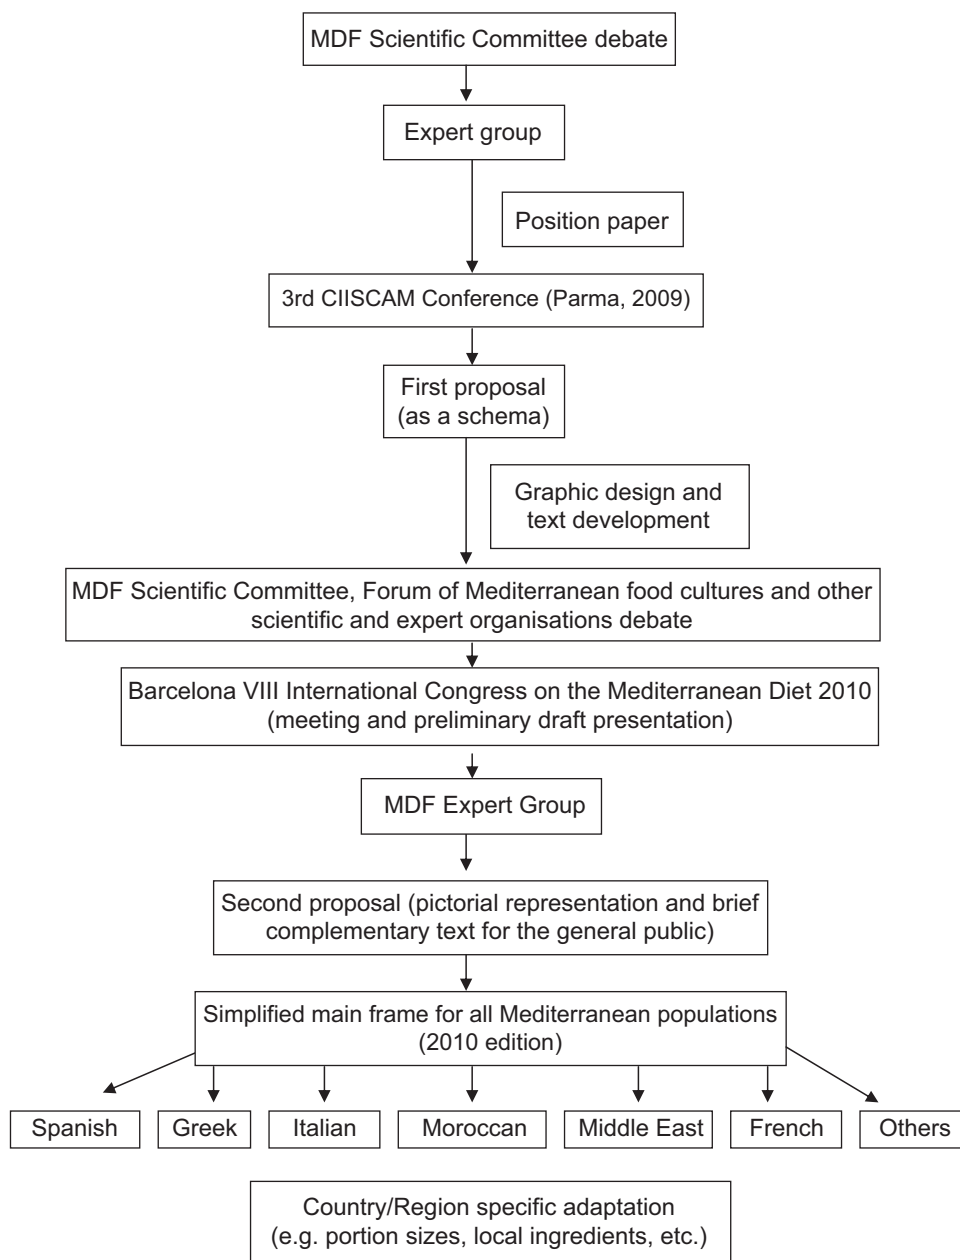 MDF Scientific Committee debate
Expert group
Position paper
3rd CIISCAM Conference (Parma, 2009)
First proposal
(as a schema)
Graphic design and
text development
MDF Scientific Committee, Forum of Mediterranean food cultures and other
scientific and expert organisations debate
Barcelona VIII International Congress on the Mediterranean Diet 2010
(meeting and preliminary draft presentation)
MDF Expert Group
Second proposal (pictorial representation and brief
complementary text for the general public)
Simplified main frame for all Mediterranean populations
(2010 edition)
Spanish
Greek
Italian
Moroccan
Middle East
French
Others
Country/Region specific adaptation
(e.g. portion sizes, local ingredients, etc.)